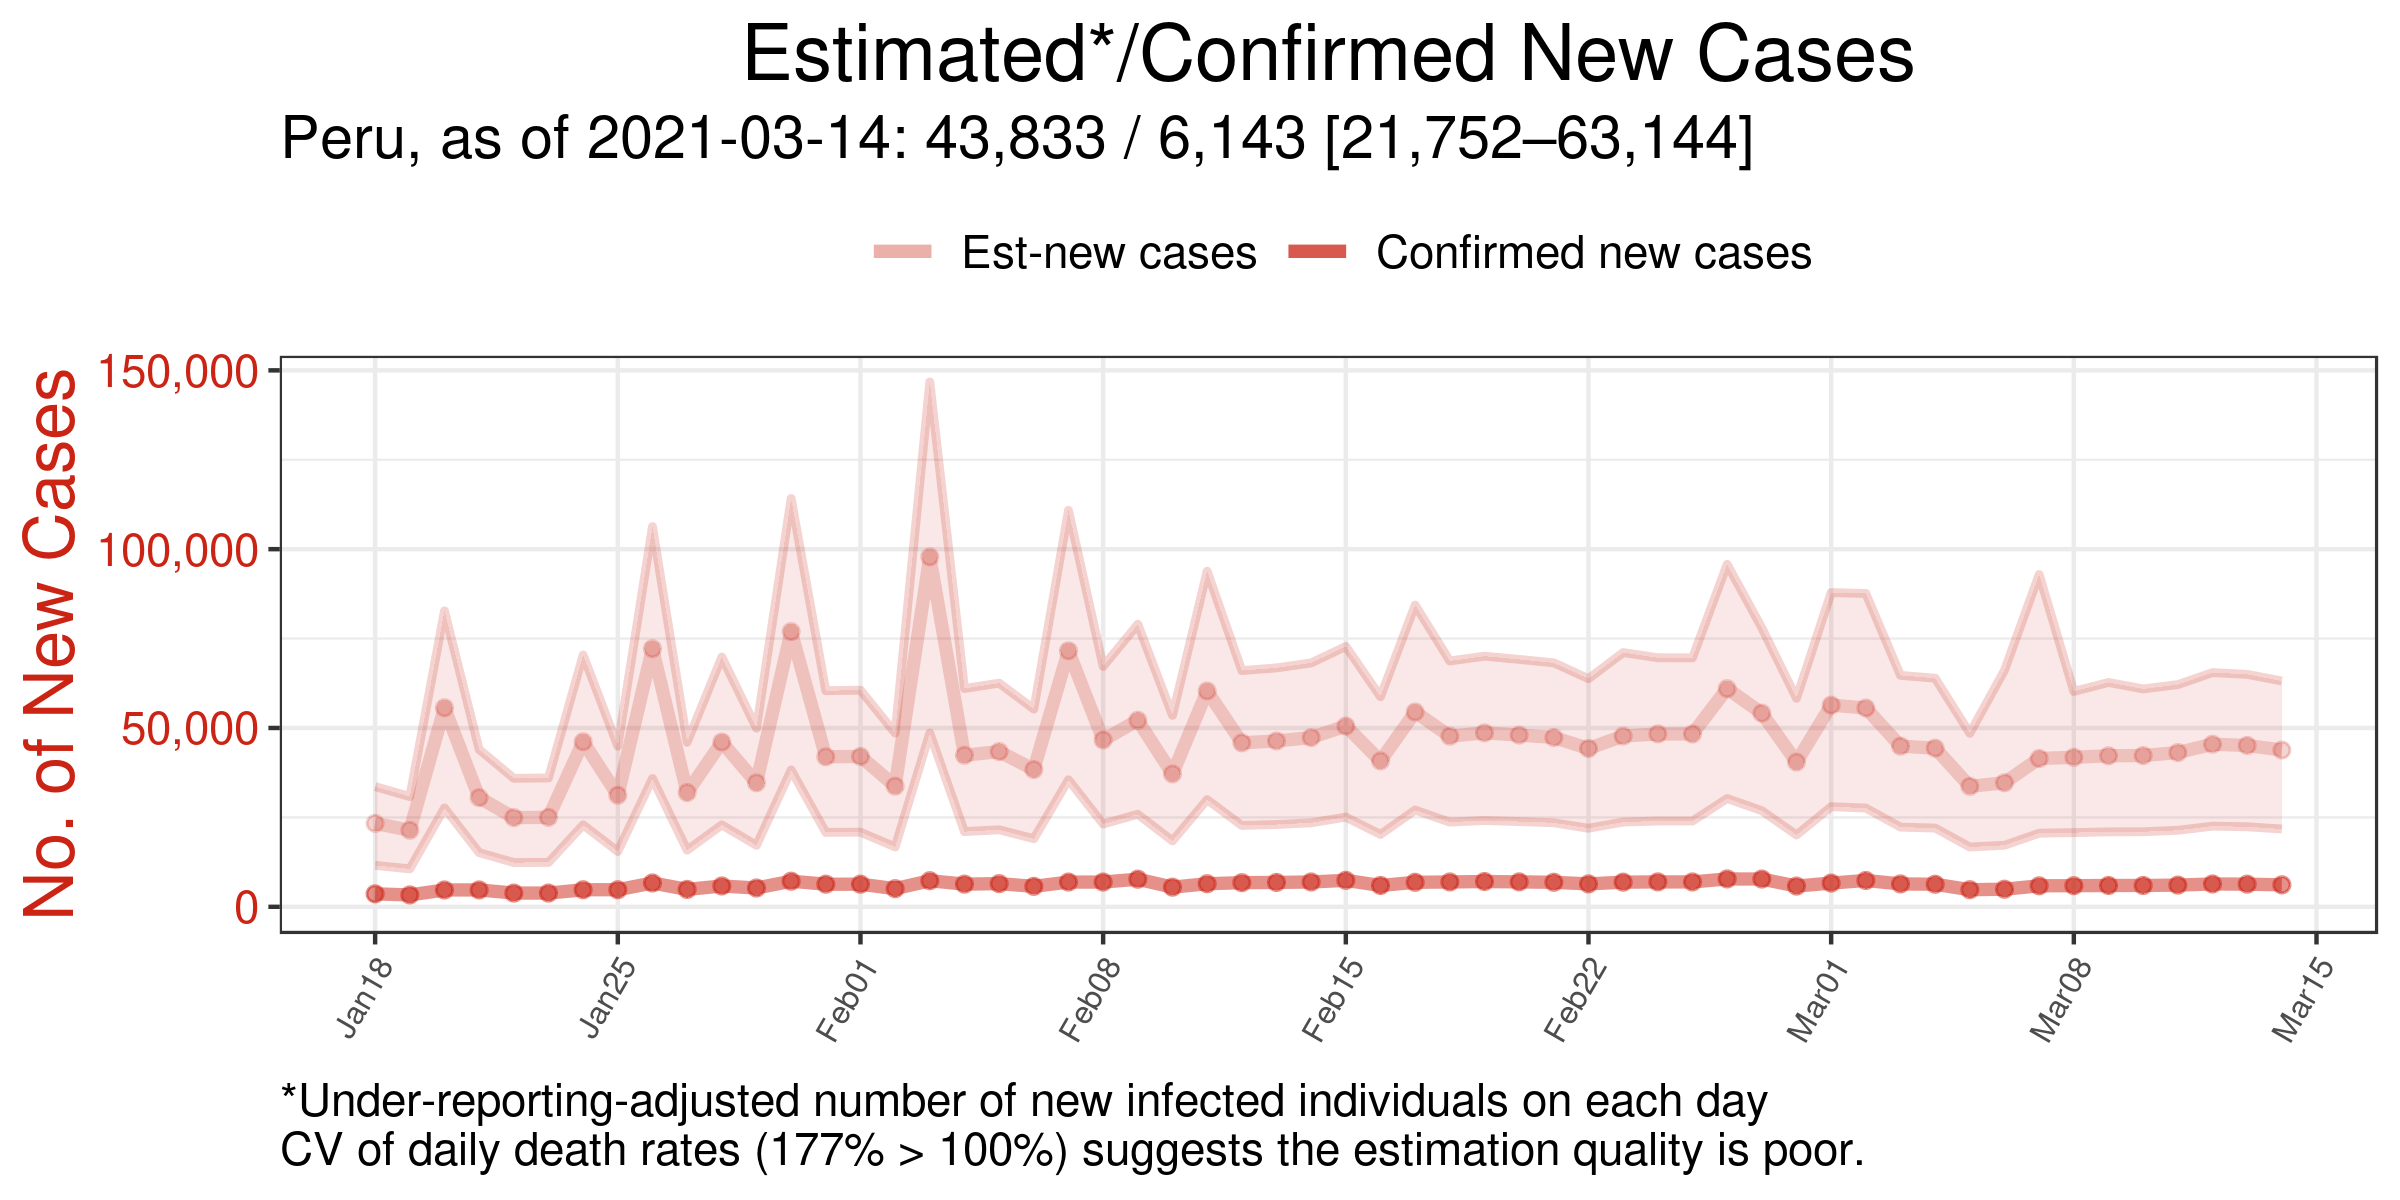 Estimated*/Confirmed New Cases
Peru, as of 2021-03-14: 43,833 / 6,143 [21,752–63,144]
Est-new cases
Confirmed new cases
No. of New Cases
150,000
100,000
50,000
0
Jan18
Jan25
Feb01
Feb08
Feb15
Feb22
Mar01
Mar08
Mar15
*Under-reporting-adjusted number of new infected individuals on each day
CV of daily death rates (177% > 100%) suggests the estimation quality is poor.